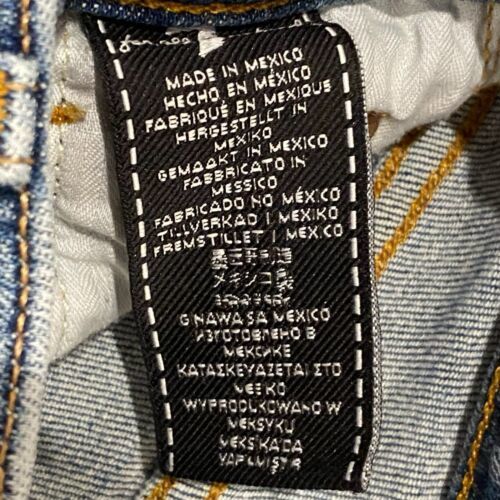 MADE IN MEXICO
HECHO EN MÉXICO
FABRIQUÉ EN MEXIQUE
HERGESTELLT IN
MEXIKO
GEMAAKT IN MEXICO
FABBRICATO IN
MESSICO
FABRICADO NO MÉXICO
TILLVERKAD I MEXIKO
FREMSTILLET I MEXICO
メキシコ製
GINAWA SA MEXICO
ИЗГОТОВЛЕНО В
МЕКСИКЕ
ΚΑΤΑΣΚΕΥΑΖΕΤΑΙ ΣΤΟ
WYPRODUKOWANO W
MEKSYKU